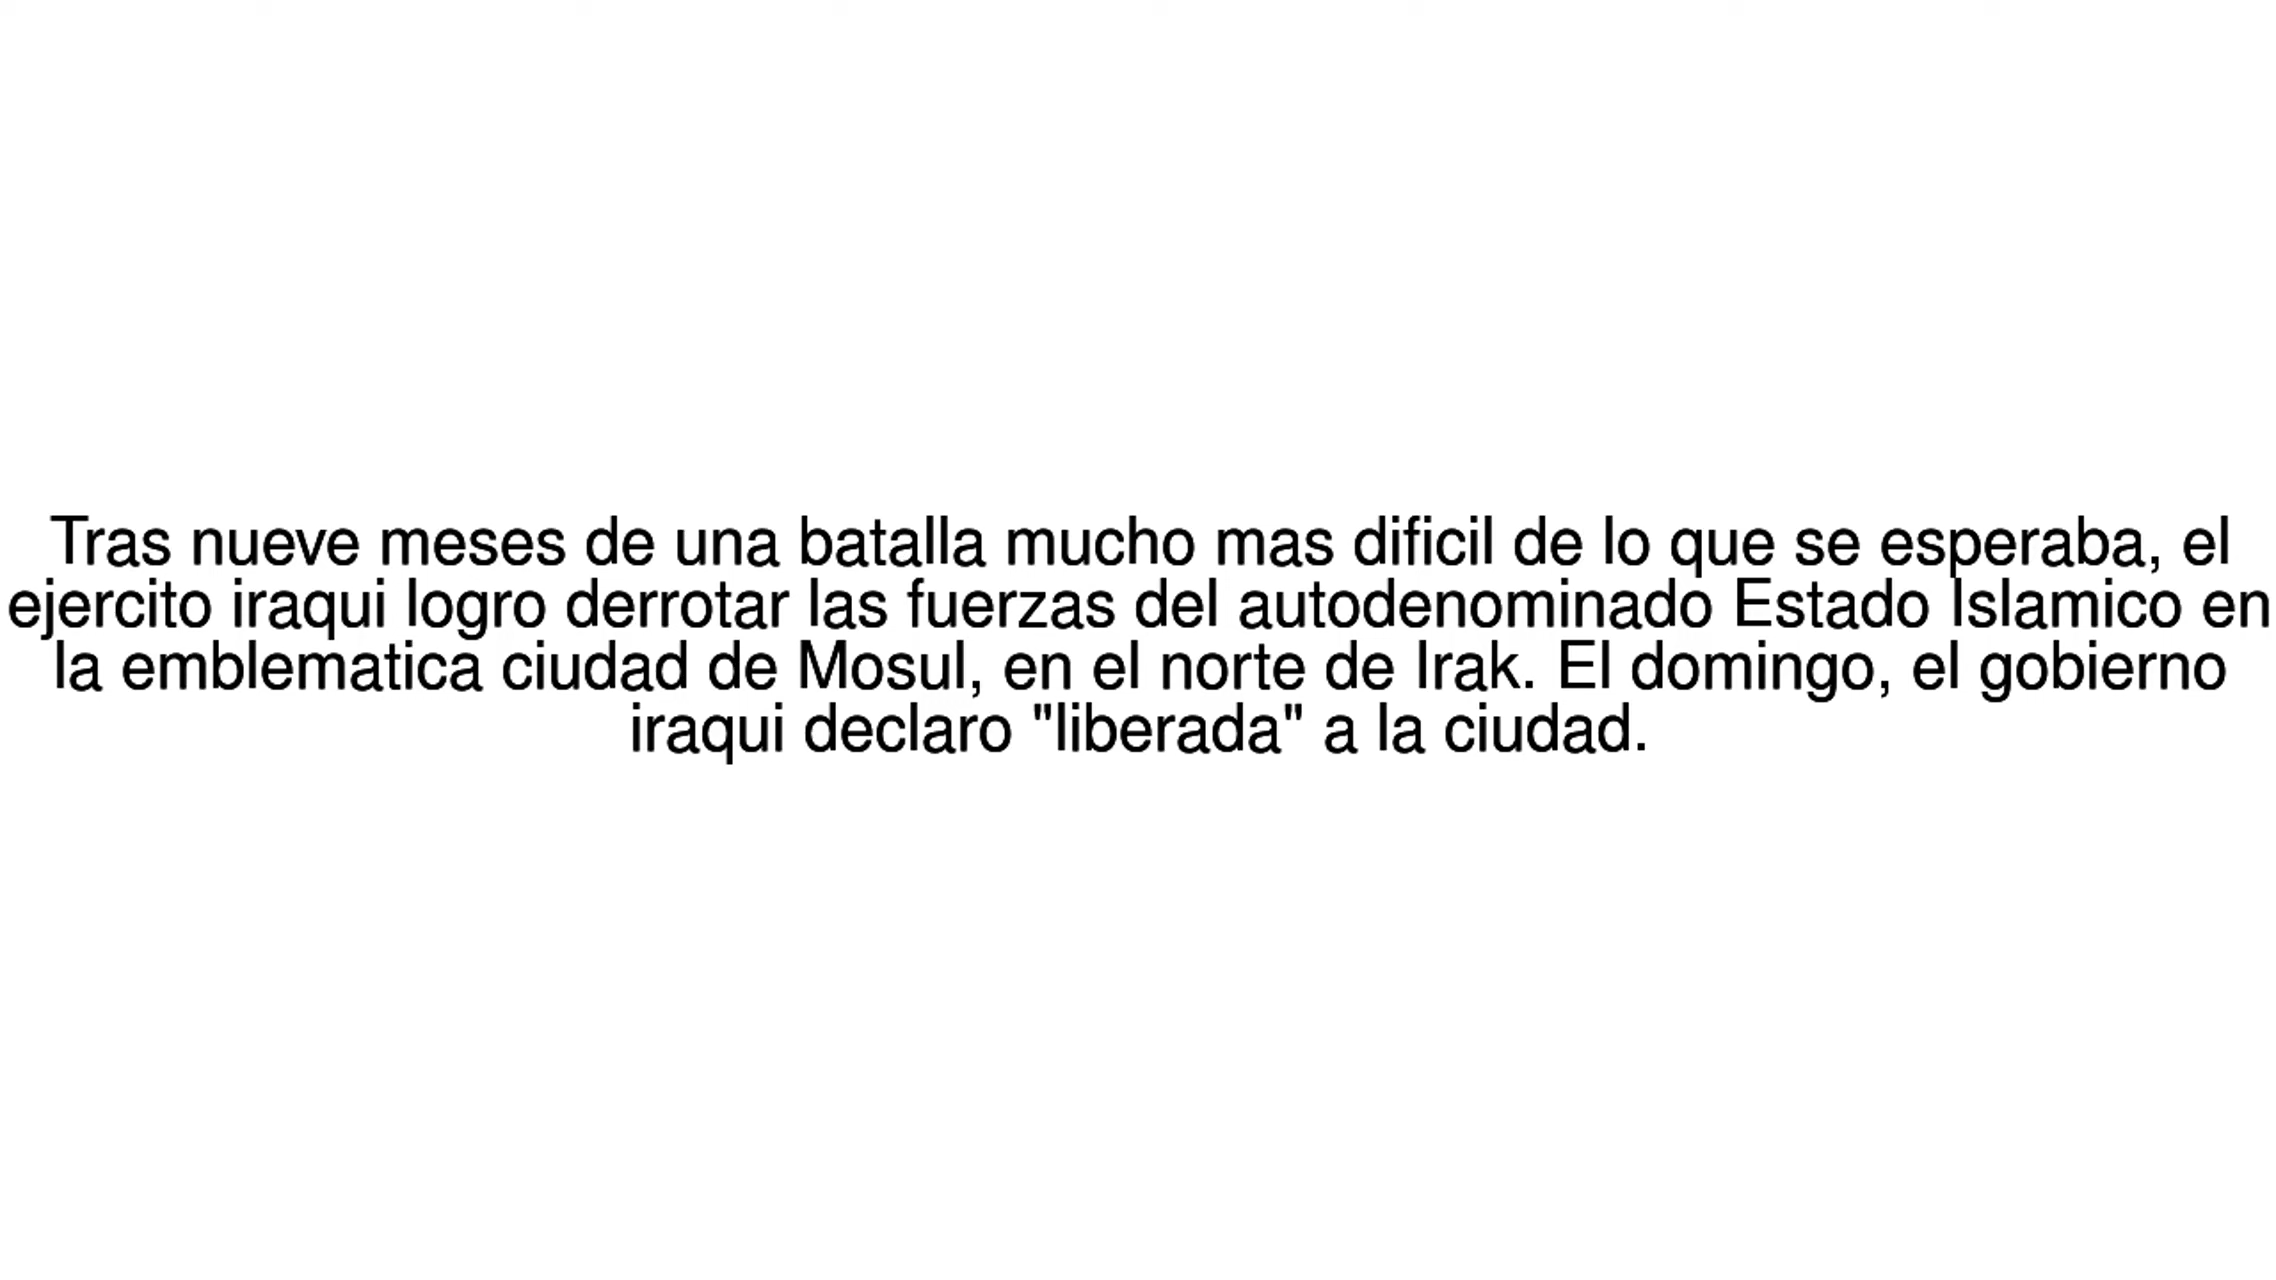 Tras nueve meses de una batalla mucho mas dificil de lo que se esperaba, el
ejercito iraqui logro derrotar las fuerzas del autodenominado Estado Islamico en
la emblematica ciudad de Mosul, en el norte de Irak. El domingo, el gobierno
iraqui declaro "liberada" a la ciudad.